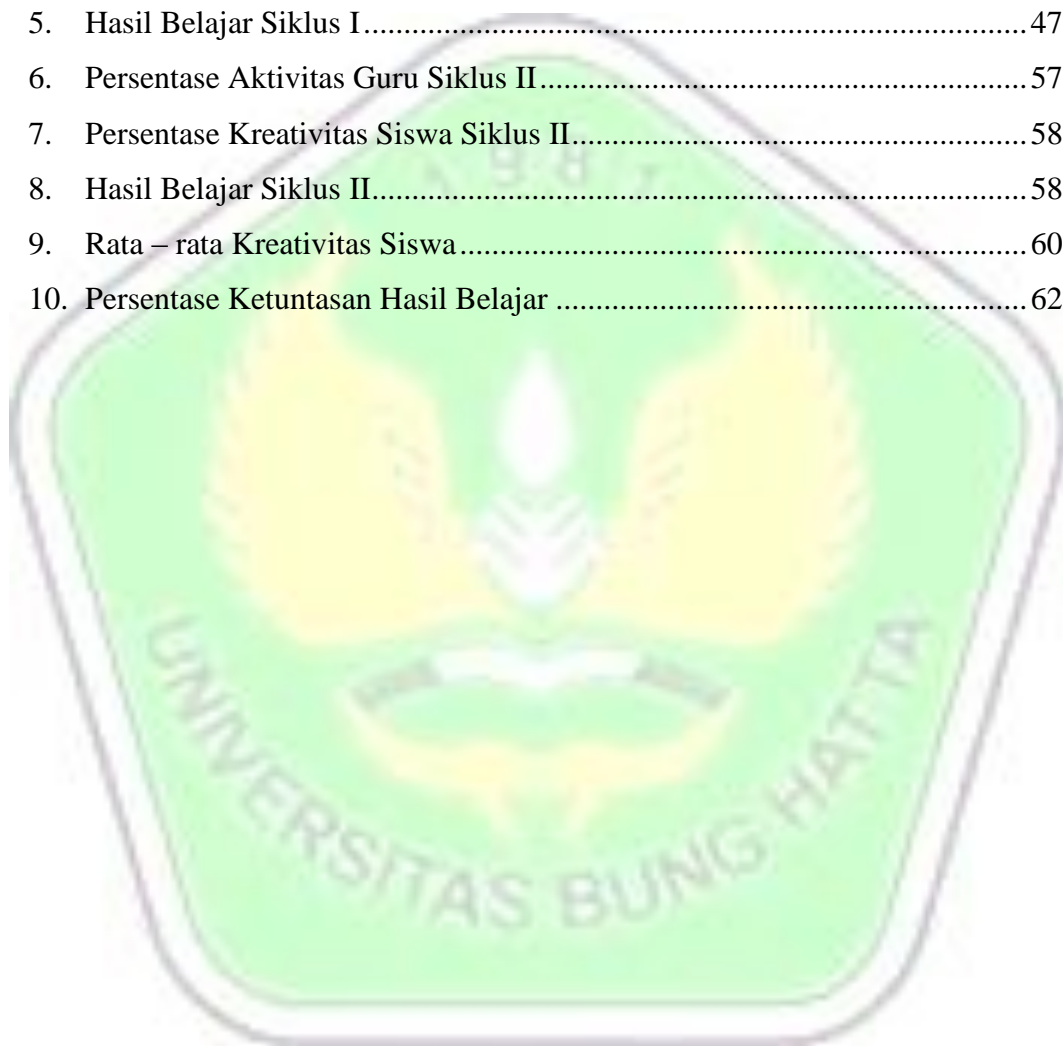 5. Hasil Belajar Siklus I........................................................................................47
6. Persentase Aktivitas Guru Siklus II................................................................57
7. Persentase Kreativitas Siswa Siklus II............................................................58
8. Hasil Belajar Siklus II......................................................................................58
9. Rata – rata Kreativitas Siswa..........................................................................60
10. Persentase Ketuntasan Hasil Belajar ..............................................................62
1981
UNIVERSITAS BUNG HATTA